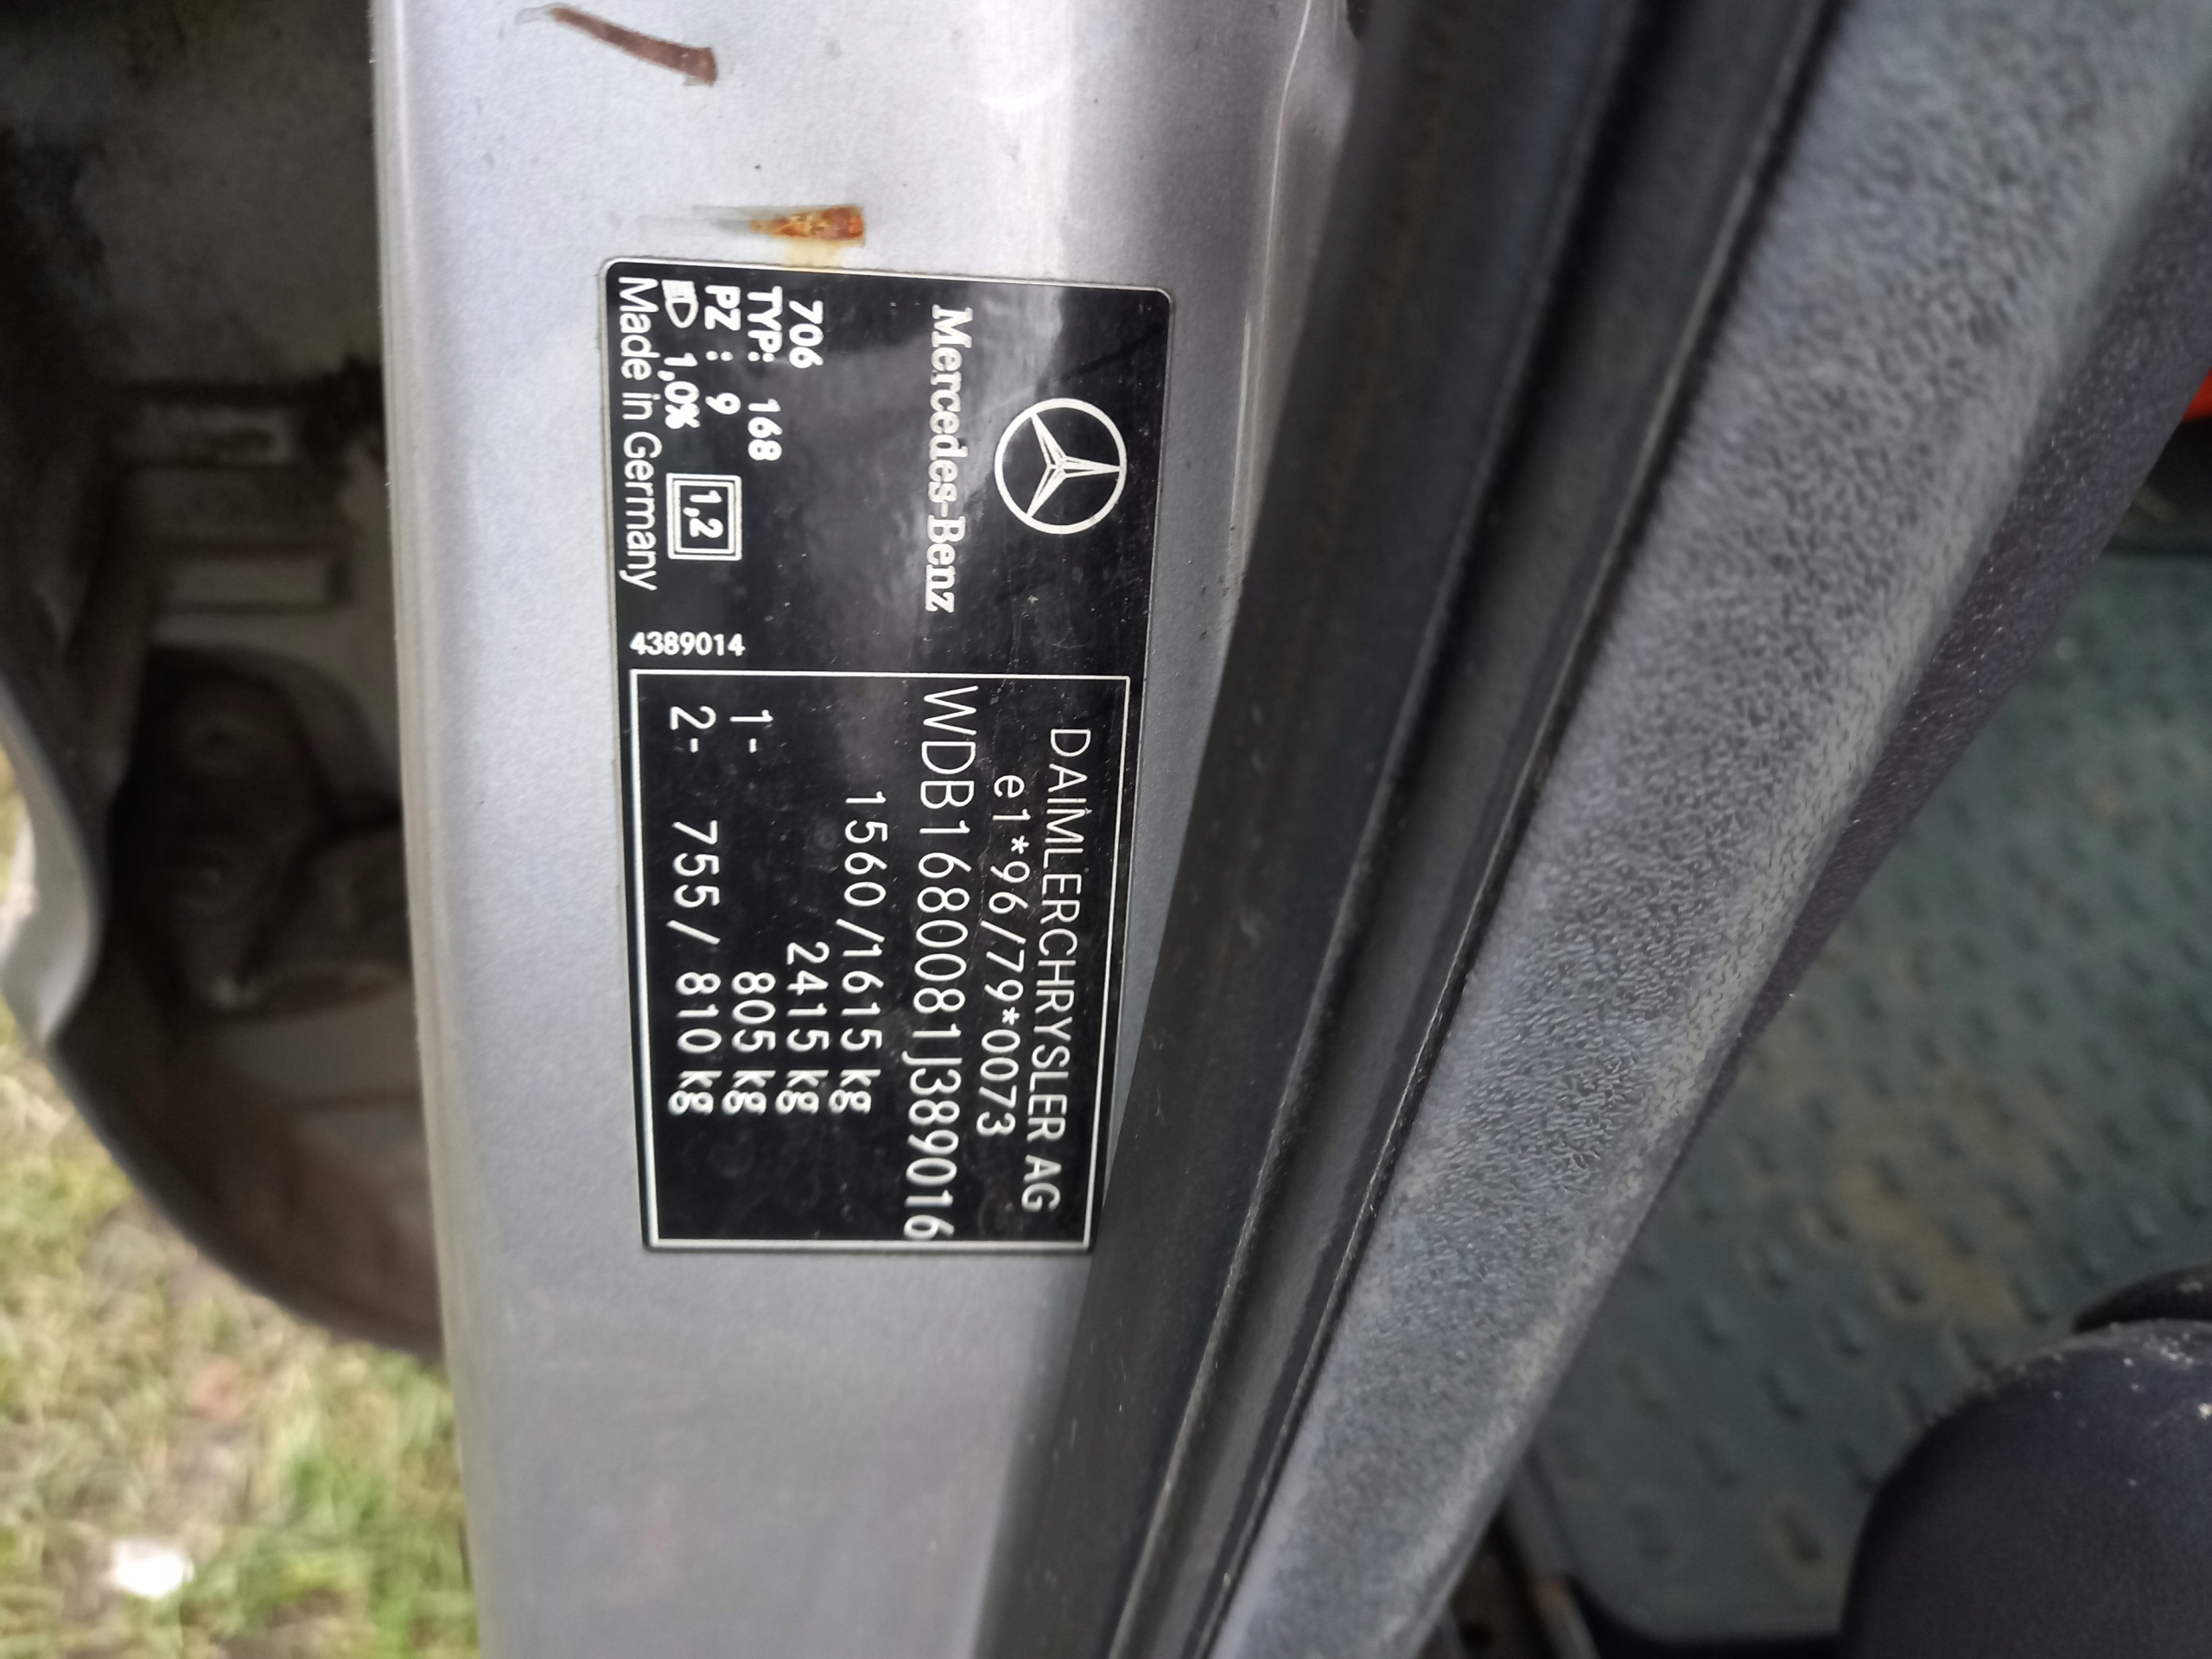 Mercedes-Benz
706
TYP: 168
PZ : 9
1,0% 1,2
Made in Germany
4389014
DAIMLERCHRYSLER AG
e1*96/79*0073
WDB1680081J389016
1560/1615 kg
2415 kg
1- 805 kg
2- 755/ 810 kg